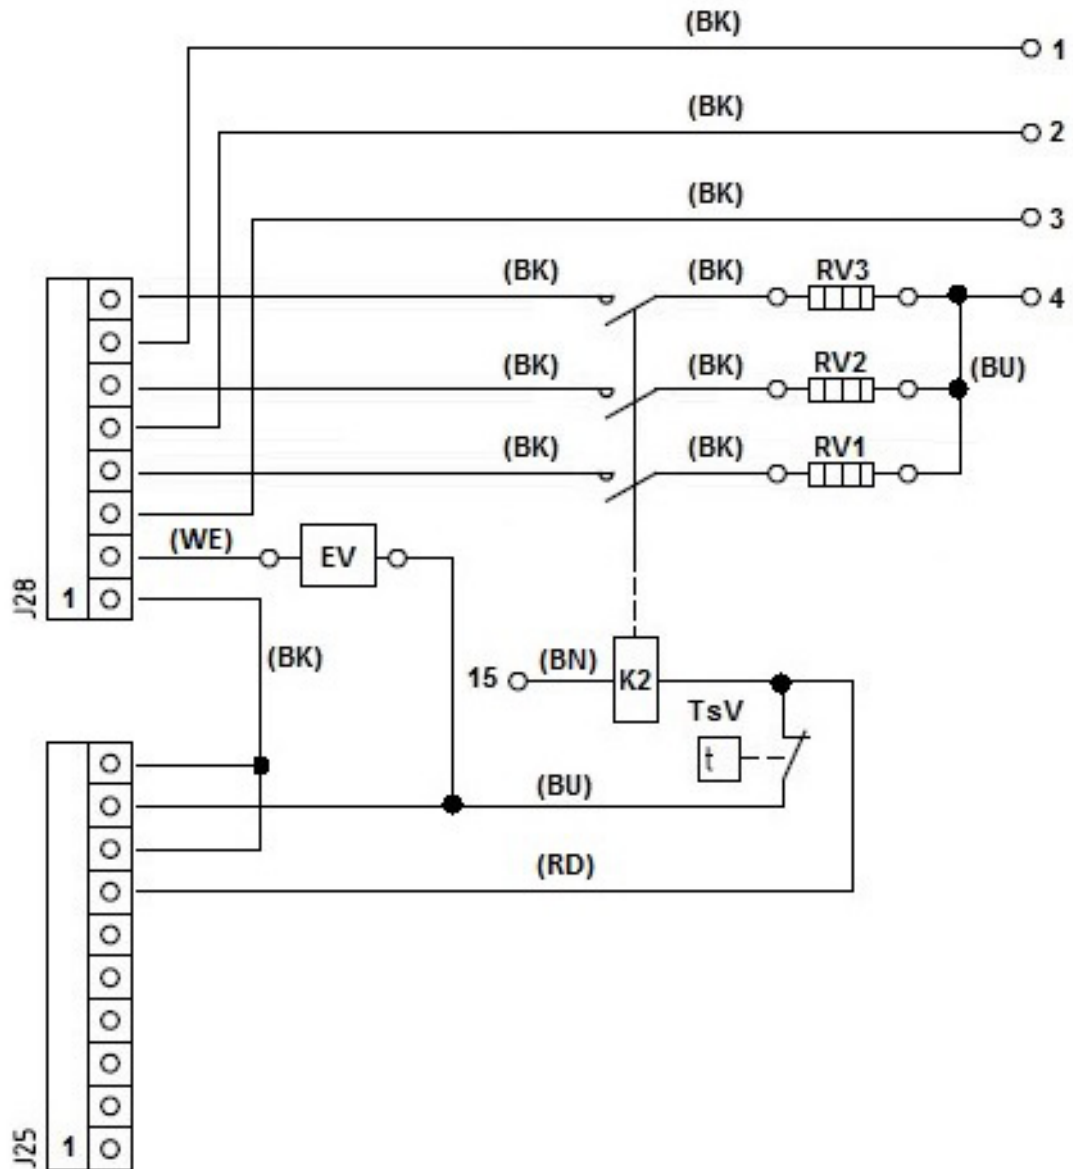 (BK)
1
(BK)
2
(BK)
3
(BK) (BK) RV3
4
(BK) (BK) RV2
(BU)
(BK) (BK) RV1
(WE)
EV
J28
1
(BK)
15 (BN)
K2
TsV
t
(BU)
(RD)
J25
1